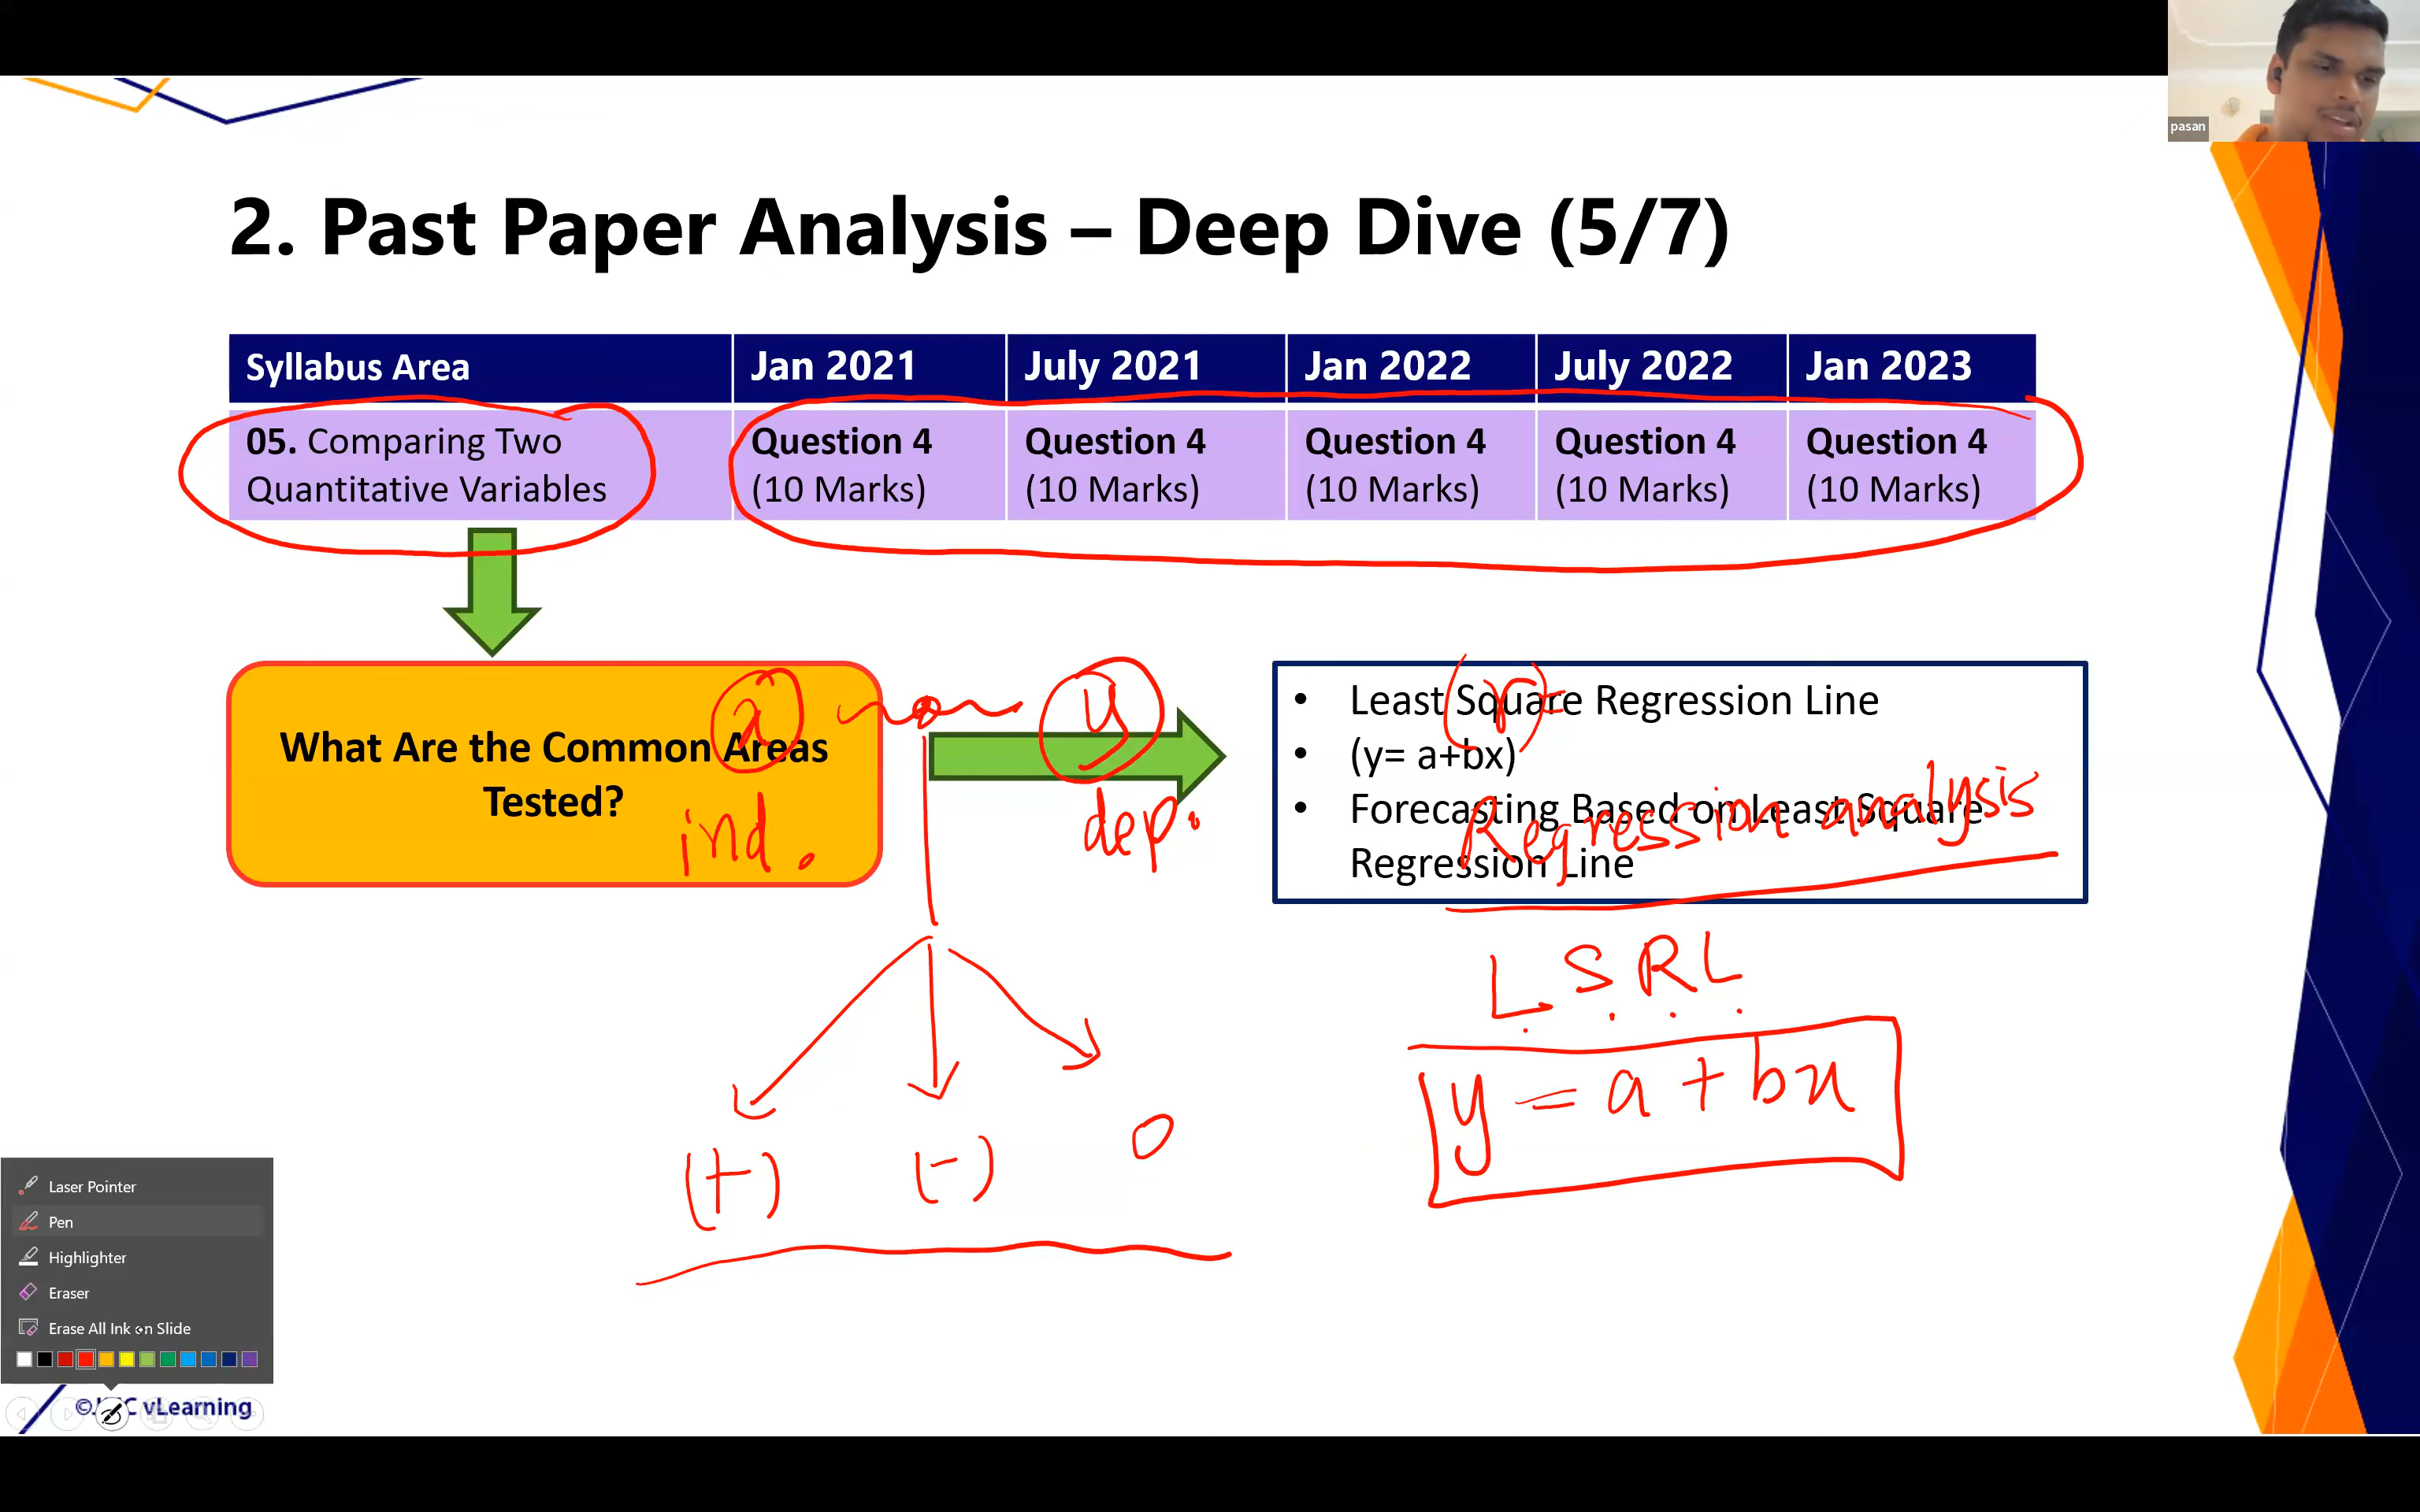 pasan
2. Past Paper Analysis – Deep Dive (5/7)
Syllabus Area Jan 2021 July 2021 Jan 2022 July 2022 Jan 2023
05. Comparing Two Quantitative Variables
Question 4 (10 Marks)
Question 4 (10 Marks)
Question 4 (10 Marks)
Question 4 (10 Marks)
Question 4 (10 Marks)
What Are the Common Areas
Tested?
ind.
y
dep.
• Least Square Regression Line
• (y= a+bx)
• Forecasting Based on Least Square
Regression Line
(r)
Regression analysis
LSRL
y = a + bx
(+) (-) 0
Laser Pointer
Pen
Highlighter
Eraser
Erase All Ink on Slide
vLearning